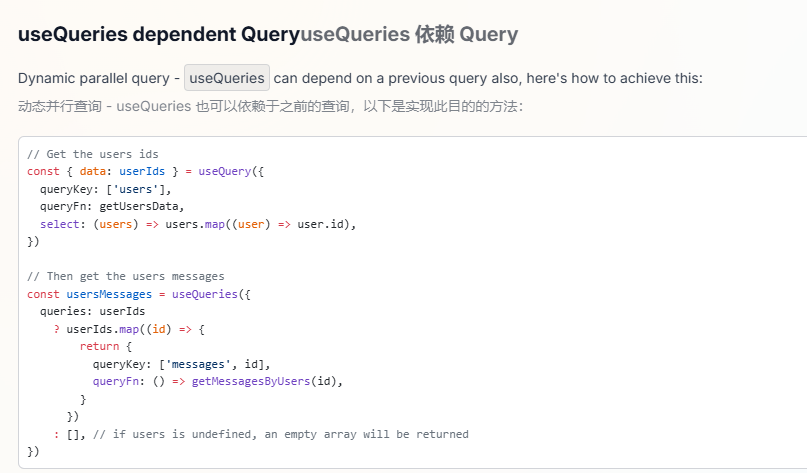 useQueries dependent QueryuseQueries 依赖 Query
Dynamic parallel query - useQueries can depend on a previous query also, here's how to achieve this:
动态并行查询 - useQueries 也可以依赖于之前的查询，以下是实现此目的的方法：
// Get the users ids
const { data: userIds } = useQuery({
  queryKey: ['users'],
  queryFn: getUsersData,
  select: (users) => users.map((user) => user.id),
})

// Then get the users messages
const usersMessages = useQueries({
  queries: userIds
    ? userIds.map((id) => {
        return {
          queryKey: ['messages', id],
          queryFn: () => getMessagesByUsers(id),
        }
      })
    : [], // if users is undefined, an empty array will be returned
})